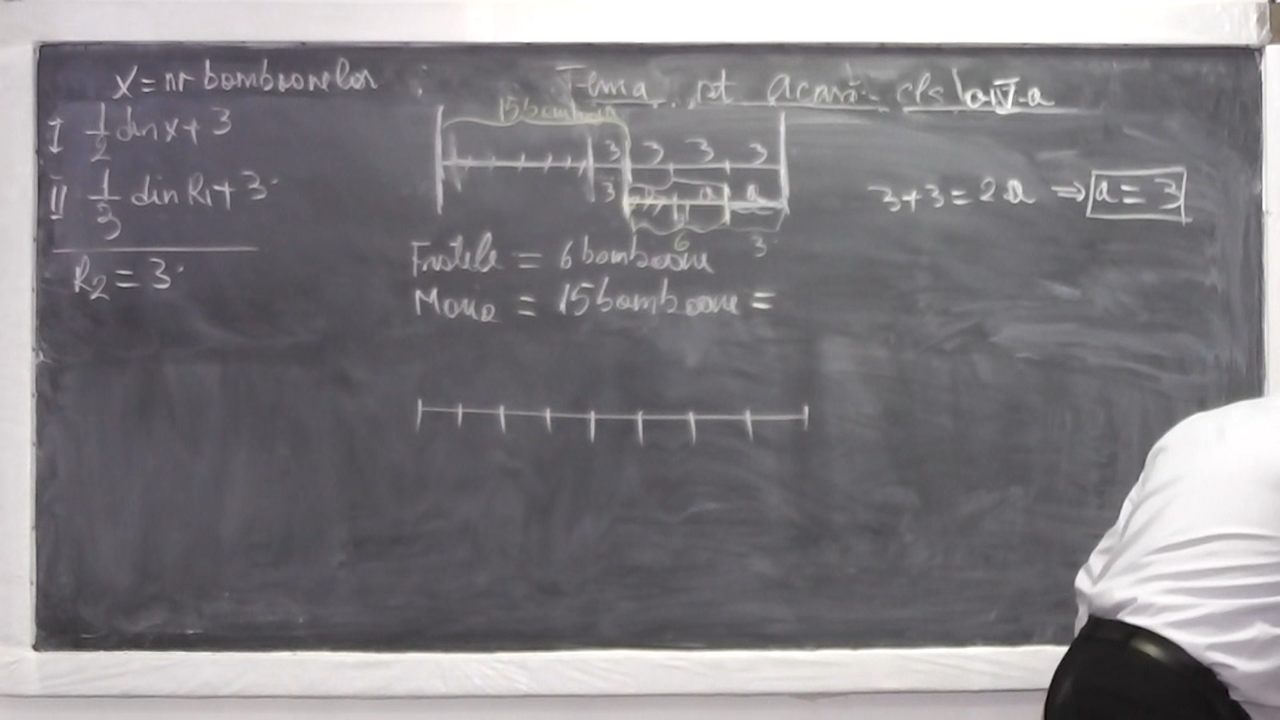 X = nr bomboanelor
Tema pt acasă cls a IV-a
I 1/2 din x + 3
II 1/3 din R1 + 3
R2 = 3
15 bomboane
3 3 3 3
3 a a a
6 3
3 + 3 = 2a ⇒ a = 3
Fratele = 6 bomboane
= 15 bomboane =